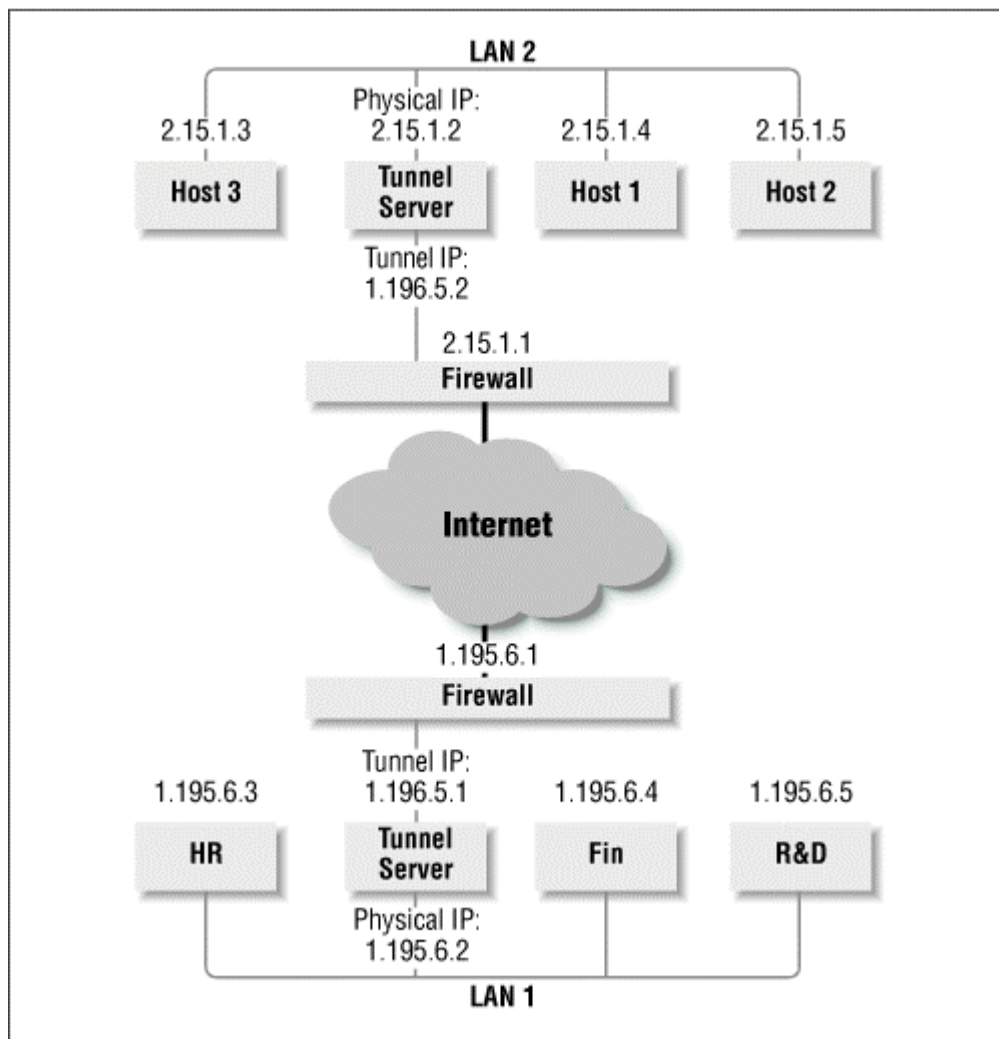 LAN 2
Physical IP:
2.15.1.3
2.15.1.2
2.15.1.4
2.15.1.5
Host 3
Tunnel
Server
Host 1
Host 2
Tunnel IP:
1.196.5.2
2.15.1.1
Firewall
Internet
1.195.6.1
Firewall
Tunnel IP:
1.195.6.3
1.196.5.1
1.195.6.4
1.195.6.5
HR
Tunnel
Server
Fin
R&D
Physical IP:
1.195.6.2
LAN 1